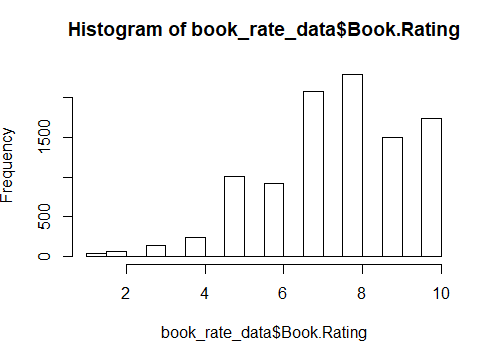 Histogram of book_rate_data$Book.Rating
Frequency
1500
500
0
2 4 6 8 10
book_rate_data$Book.Rating